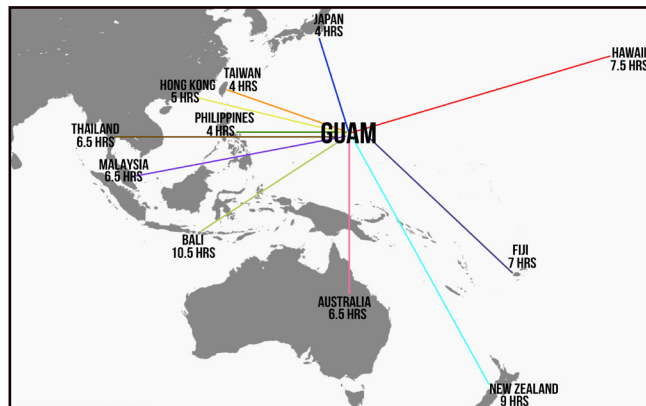 JAPAN
4 HRS
HAWAII
7.5 HRS
TAIWAN
4 HRS
HONG KONG
5 HRS
PHILIPPINES
4 HRS
GUAM
THAILAND
6.5 HRS
MALAYSIA
6.5 HRS
BALI
10.5 HRS
FIJI
7 HRS
AUSTRALIA
6.5 HRS
NEW ZEALAND
9 HRS